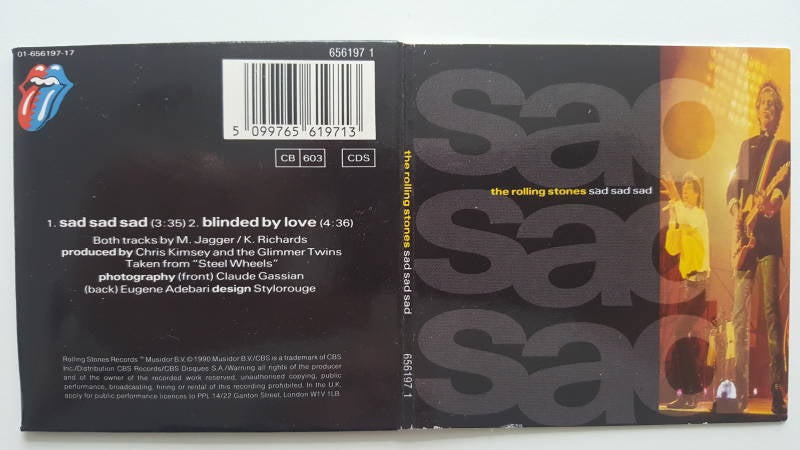 01-656197-17
656197 1
5 099765 619713
CB 603 CDS
1. sad sad sad (3:35) 2. blinded by love (4:36)
Both tracks by M. Jagger / K. Richards
produced by Chris Kimsey and the Glimmer Twins
Taken from "Steel Wheels"
photography (front) Claude Gassian
(back) Eugene Adebari design Stylorouge
Rolling Stones Records ™ Musidor B.V. © 1990 Musidor B.V./CBS is a trademark of CBS
Inc./Distribution CBS Records/CBS Disques S.A./Warning all rights of the producer
and of the owner of the recorded work reserved, unauthorised copying, public
performance, broadcasting, hiring or rental of this recording prohibited. In the U.K.
apply for public performance licences to PPL 14/22 Ganton Street, London W1V 1LB.
the rolling stones sad sad sad
656197 1
sad
the rolling stones sad sad sad
sad
sad